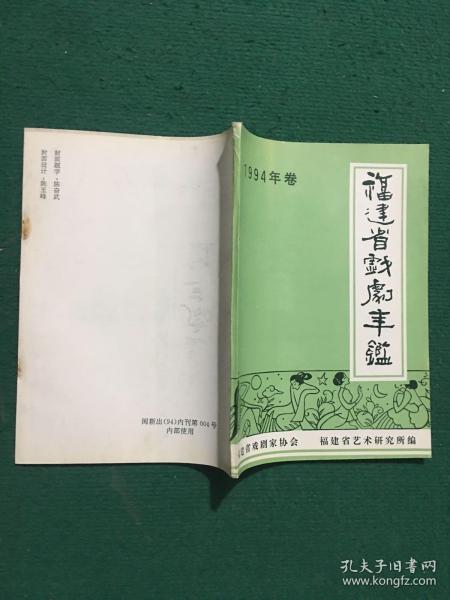 1994年卷
福建省戏剧年鑑
建省戏剧家协会 福建省艺术研究所编
封面题字·陈奋武
封面设计·陈玉峰
闽新出(94)内刊第004号
内部使用
孔夫子旧书网
www.kongfz.com